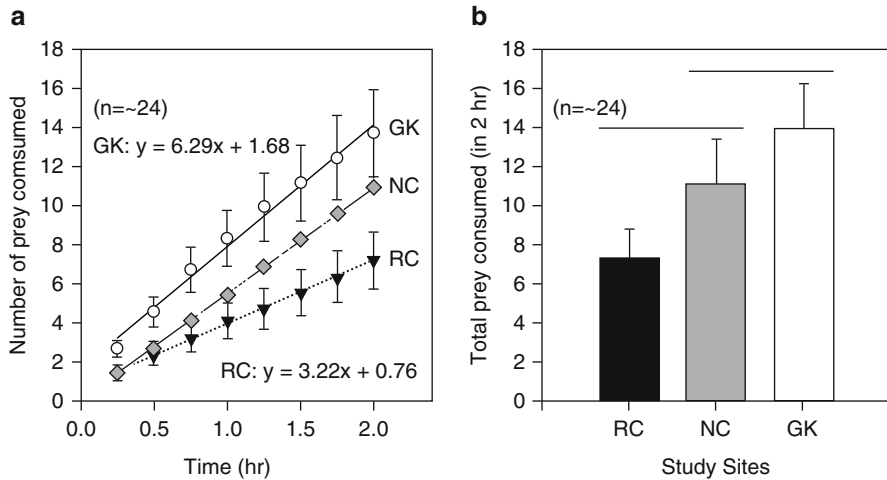 a
Number of prey comsumed
18
16
14
12
10
8
6
4
2
0
(n=~24)
GK: y = 6.29x + 1.68
GK
NC
RC
RC: y = 3.22x + 0.76
0.0 0.5 1.0 1.5 2.0
Time (hr)
b
Total prey consumed (in 2 hr)
18
16
14
12
10
8
6
4
2
0
(n=~24)
RC NC GK
Study Sites